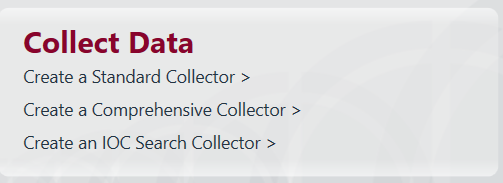 Collect Data
Create a Standard Collector >
Create a Comprehensive Collector >
Create an IOC Search Collector >